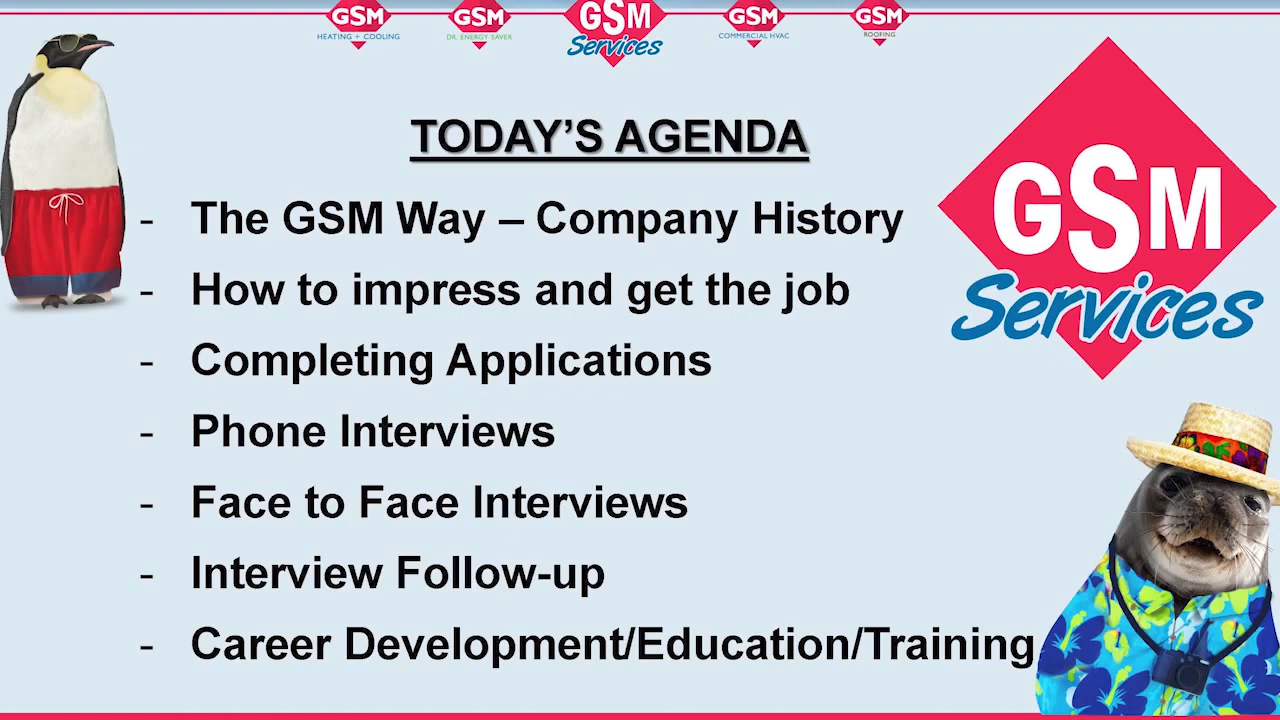 GSM
HEATING + COOLING
GSM
DR. ENERGY SAVER
GSM
Services
GSM
COMMERCIAL HVAC
GSM
ROOFING
TODAY’S AGENDA
- The GSM Way – Company History
- How to impress and get the job
- Completing Applications
- Phone Interviews
- Face to Face Interviews
- Interview Follow-up
- Career Development/Education/Training
GSM
Services